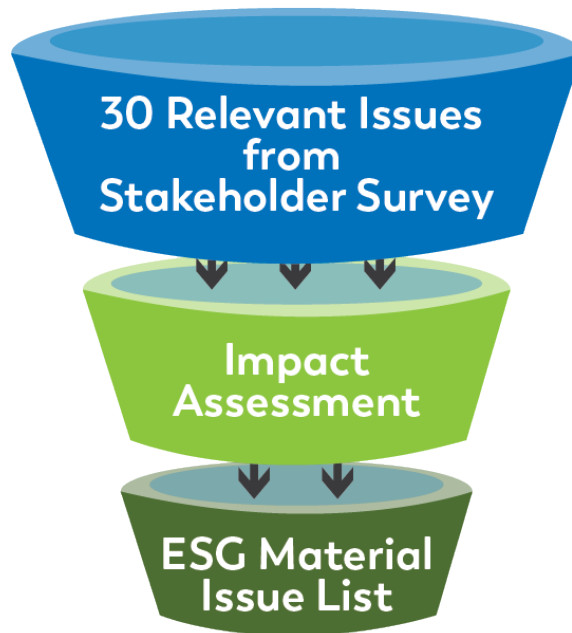 30 Relevant Issues
from
Stakeholder Survey
Impact
Assessment
ESG Material
Issue List